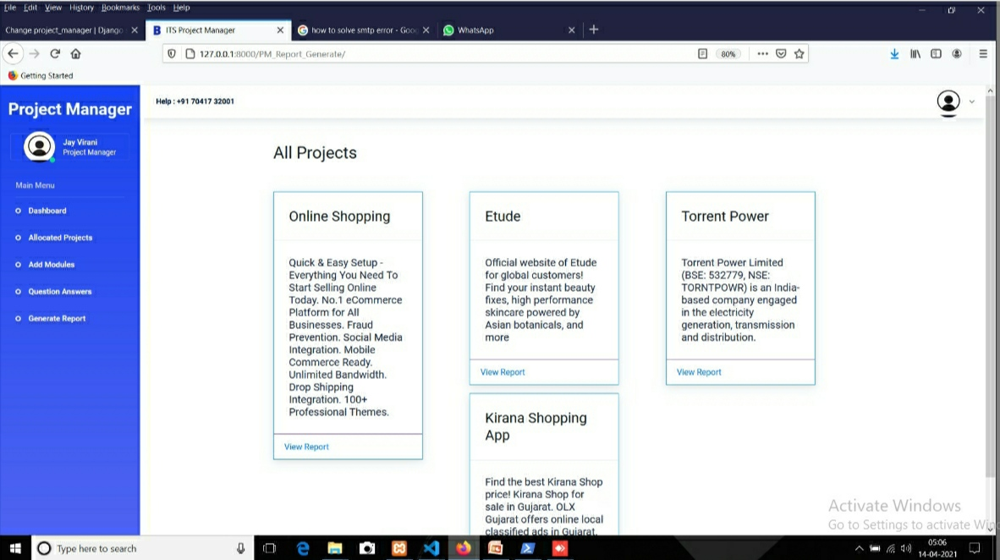 File Edit View History Bookmarks Tools Help
Change project_manager | Django
ITS Project Manager
how to solve smtp error - Goog
WhatsApp
127.0.0.1:8000/PM_Report_Generate/
80%
Getting Started
Project Manager
Jay Virani
Project Manager
Main Menu
Dashboard
Allocated Projects
Add Modules
Question Answers
Generate Report
Help : +91 70417 32001
All Projects
Online Shopping
Quick & Easy Setup -
Everything You Need To
Start Selling Online
Today. No.1 eCommerce
Platform for All
Businesses. Fraud
Prevention. Social Media
Integration. Mobile
Commerce Ready.
Unlimited Bandwidth.
Drop Shipping
Integration. 100+
Professional Themes.
View Report
Etude
Official website of Etude
for global customers!
Find your instant beauty
fixes, high performance
skincare powered by
Asian botanicals, and
more
View Report
Torrent Power
Torrent Power Limited
(BSE: 532779, NSE:
TORNTPOWR) is an India-
based company engaged
in the electricity
generation, transmission
and distribution.
View Report
Kirana Shopping
App
Find the best Kirana Shop
price! Kirana Shop for
sale in Gujarat. OLX
Gujarat offers online local
classified ads in Gujarat.
Activate Windows
Go to Settings to activate Win
Type here to search
05:06
14-04-2021